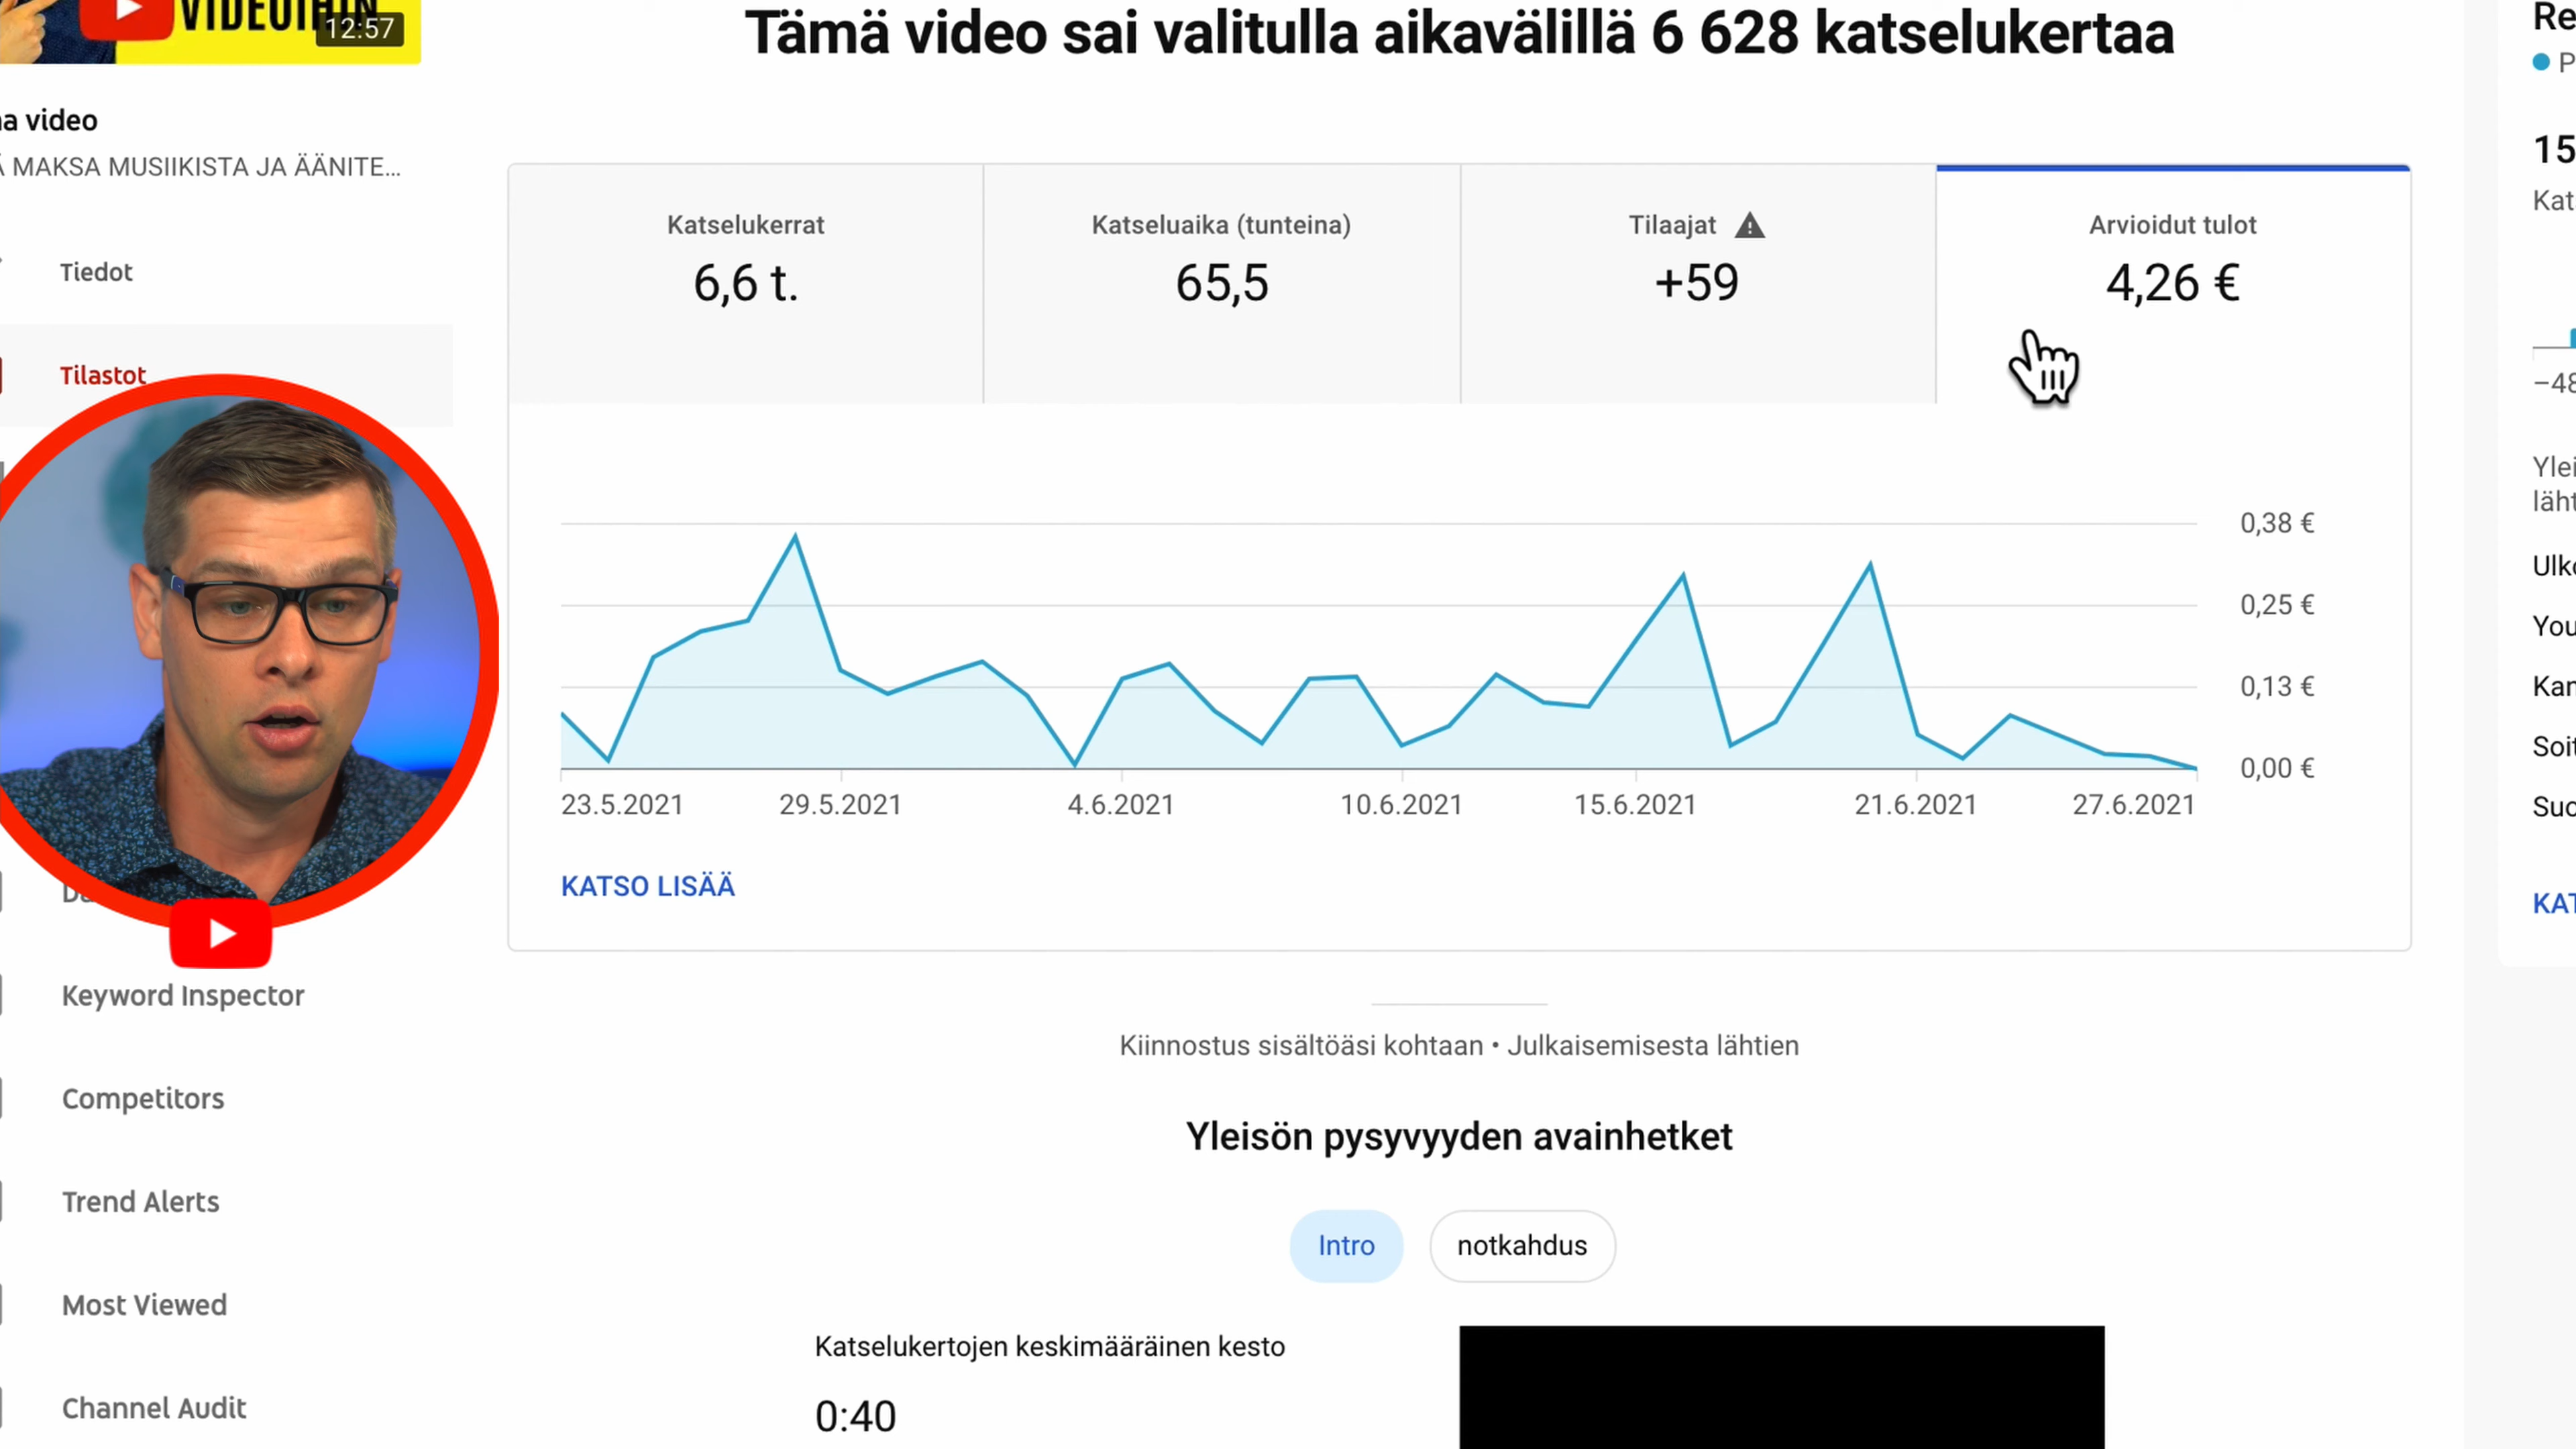 VIDEOIHIN
12:57
Tämä video sai valitulla aikavälillä 6 628 katselukertaa
video
MAKSA MUSIIKISTA JA ÄÄNITE...
Tiedot
Tilastot
Keyword Inspector
Competitors
Trend Alerts
Most Viewed
Channel Audit
Katselukerrat
6,6 t.
Katseluaika (tunteina)
65,5
Tilaajat
+59
Arvioidut tulot
4,26 €
0,38 €
0,25 €
0,13 €
0,00 €
23.5.2021 29.5.2021 4.6.2021 10.6.2021 15.6.2021 21.6.2021 27.6.2021
KATSO LISÄÄ
Kiinnostus sisältöäsi kohtaan • Julkaisemisesta lähtien
Yleisön pysyvyyden avainhetket
Intro notkahdus
Katselukertojen keskimääräinen kesto
0:40